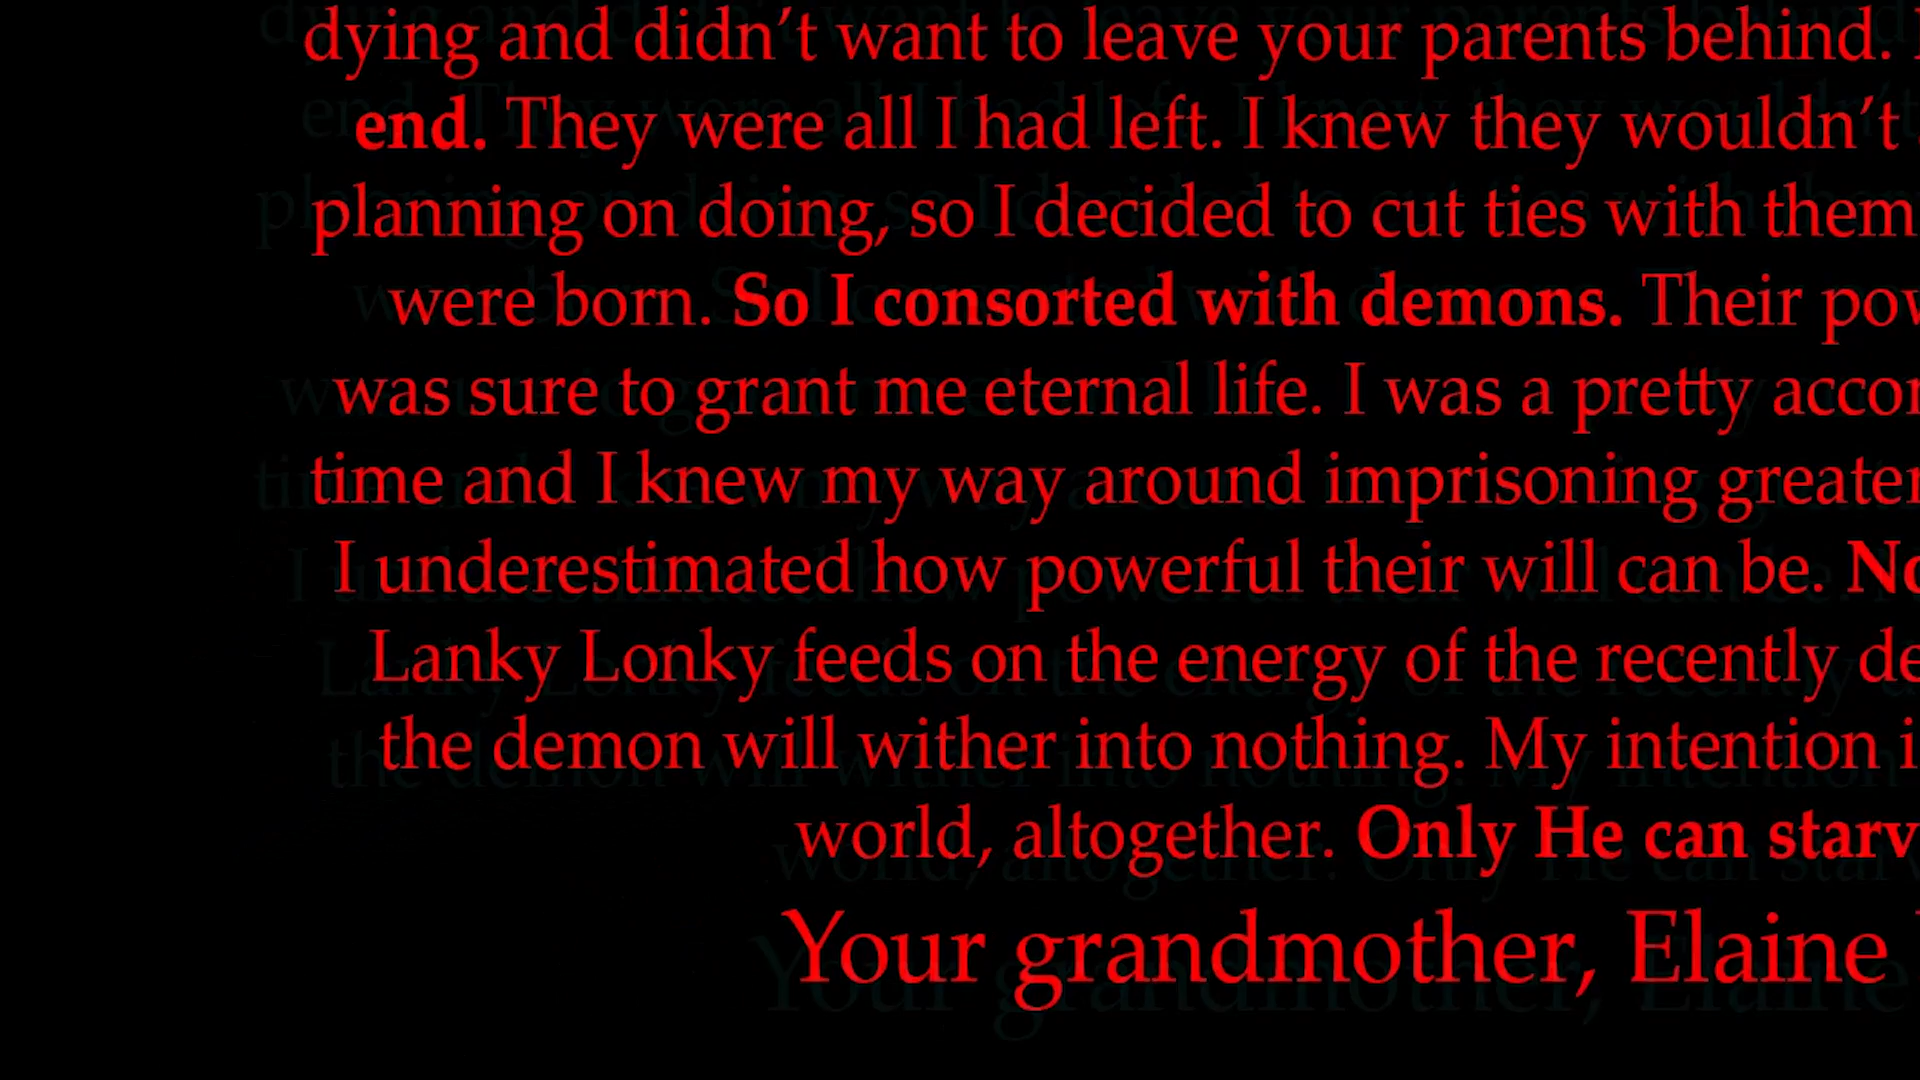 dying and didn’t want to leave your parents behind.
end. They were all I had left. I knew they wouldn’t
planning on doing, so I decided to cut ties with them
were born. So I consorted with demons. Their
was sure to grant me eternal life. I was a pretty
time and I knew my way around imprisoning greater
I underestimated how powerful their will can be.
Lanky Lonky feeds on the energy of the recently
the demon will wither into nothing. My intention
world, altogether. Only He can
Your grandmother, Elaine